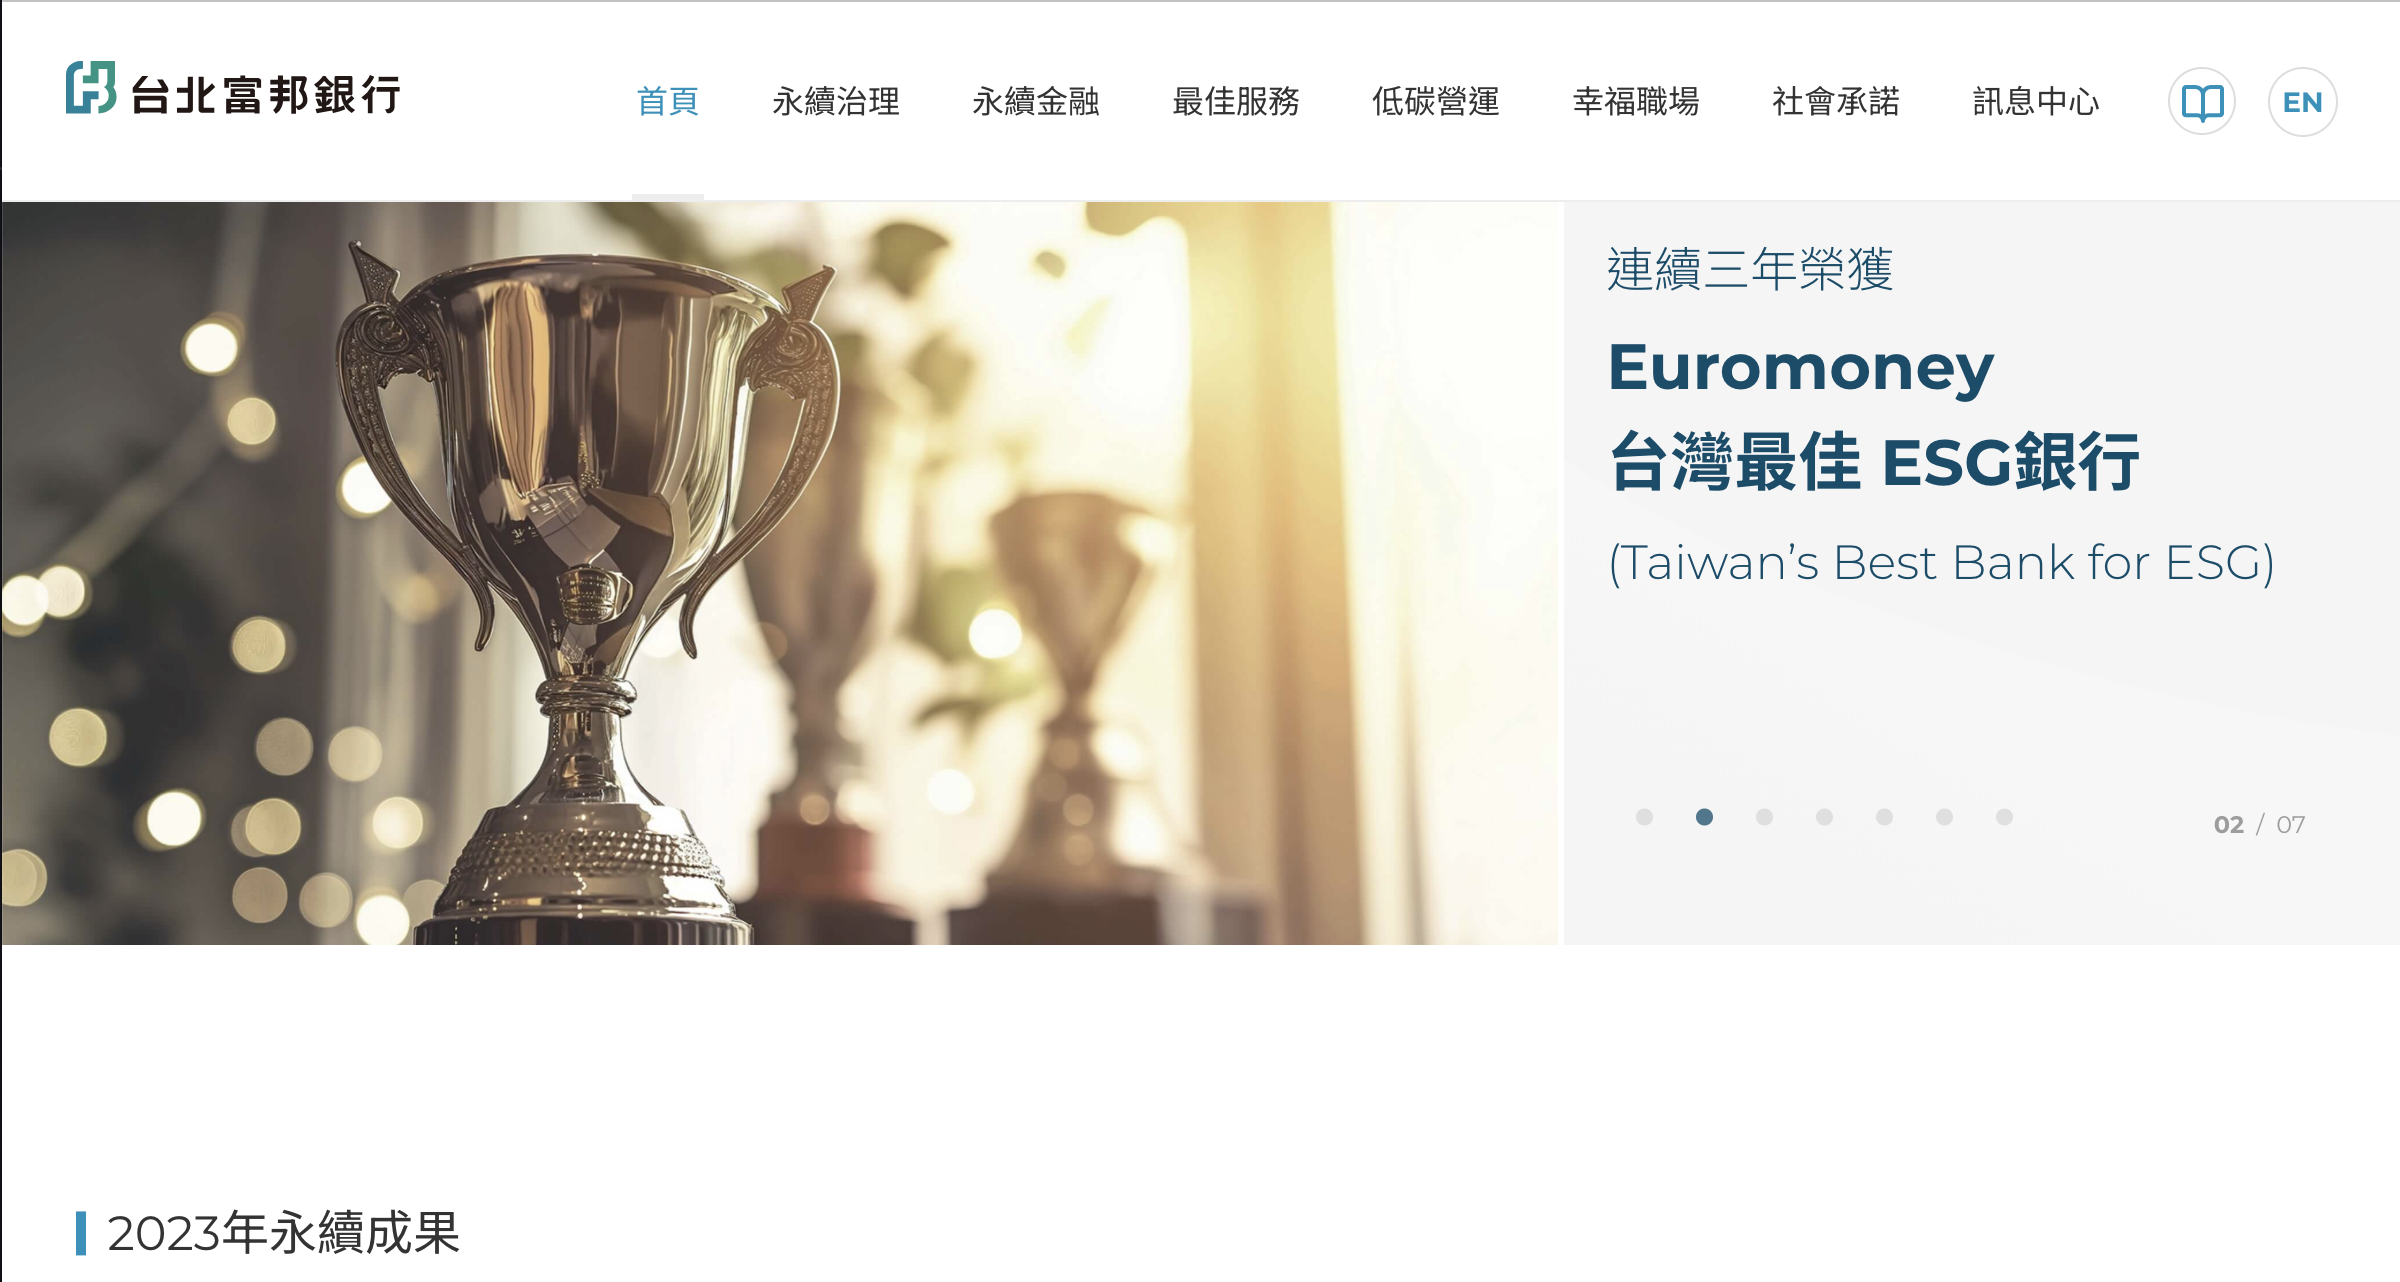 台北富邦銀行
首頁
永續治理
永續金融
最佳服務
低碳營運
幸福職場
社會承諾
訊息中心
EN
連續三年榮獲
Euromoney
台灣最佳 ESG銀行
(Taiwan’s Best Bank for ESG)
02 / 07
2023年永續成果